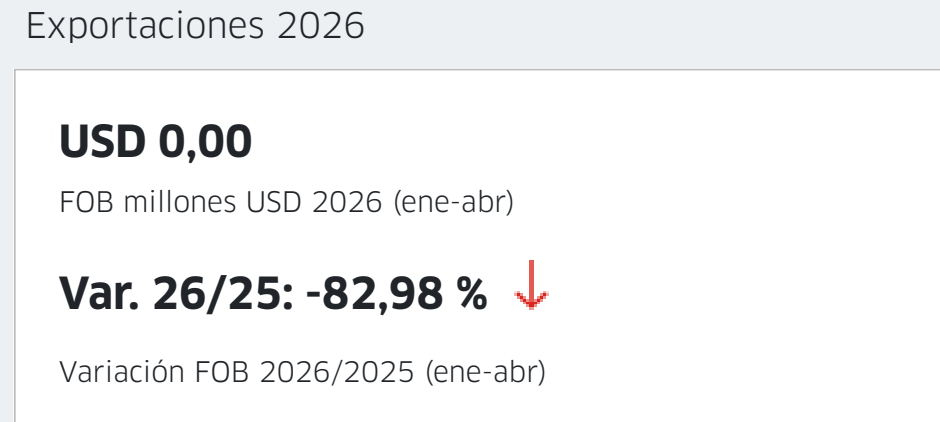 Exportaciones 2026
USD 0,00
FOB millones USD 2026 (ene-abr)
Var. 26/25: -82,98 %
Variación FOB 2026/2025 (ene-abr)